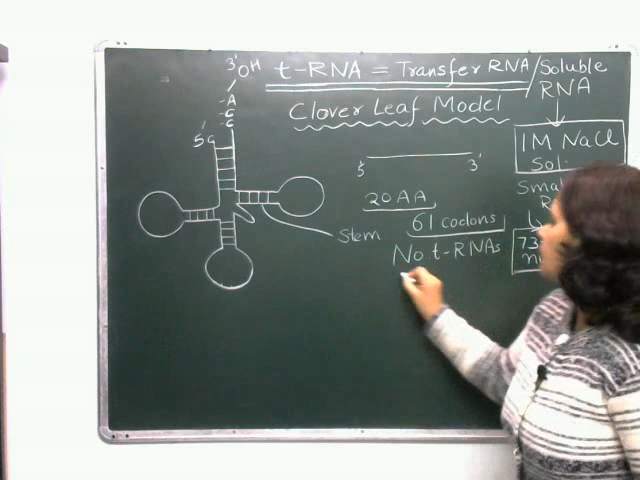 t-RNA = Transfer RNA/Soluble RNA
Clover Leaf Model
3'OH
-A
-C
-C
5'G
5' 3'
1M NaCl
Sol.
20 AA
61 codons
No t-RNAs
Stem
73